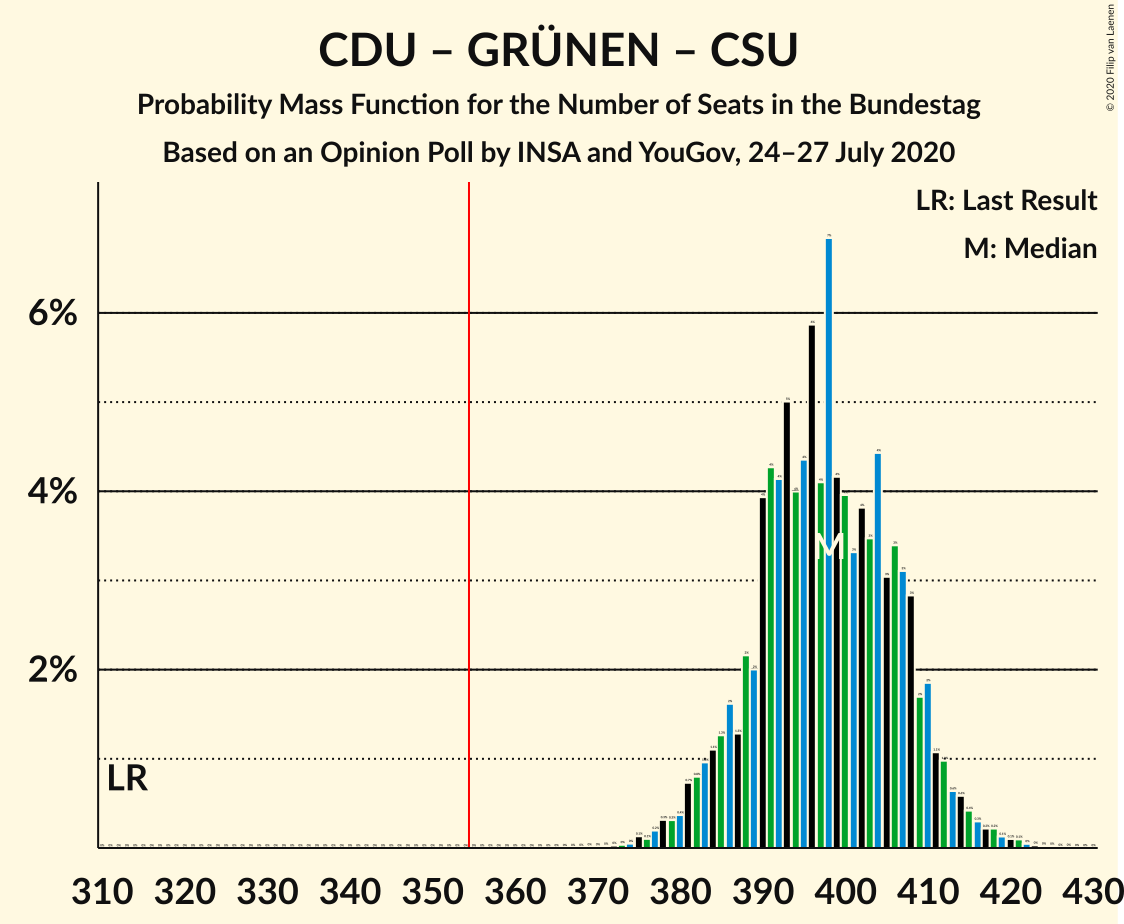 CDU – GRÜNEN – CSU
Probability Mass Function for the Number of Seats in the Bundestag
Based on an Opinion Poll by INSA and YouGov, 24–27 July 2020
© 2020 Filip van Laenen
LR: Last Result
M: Median
6%
4%
2%
M
LR
310 320 330 340 350 360 370 380 390 400 410 420 430